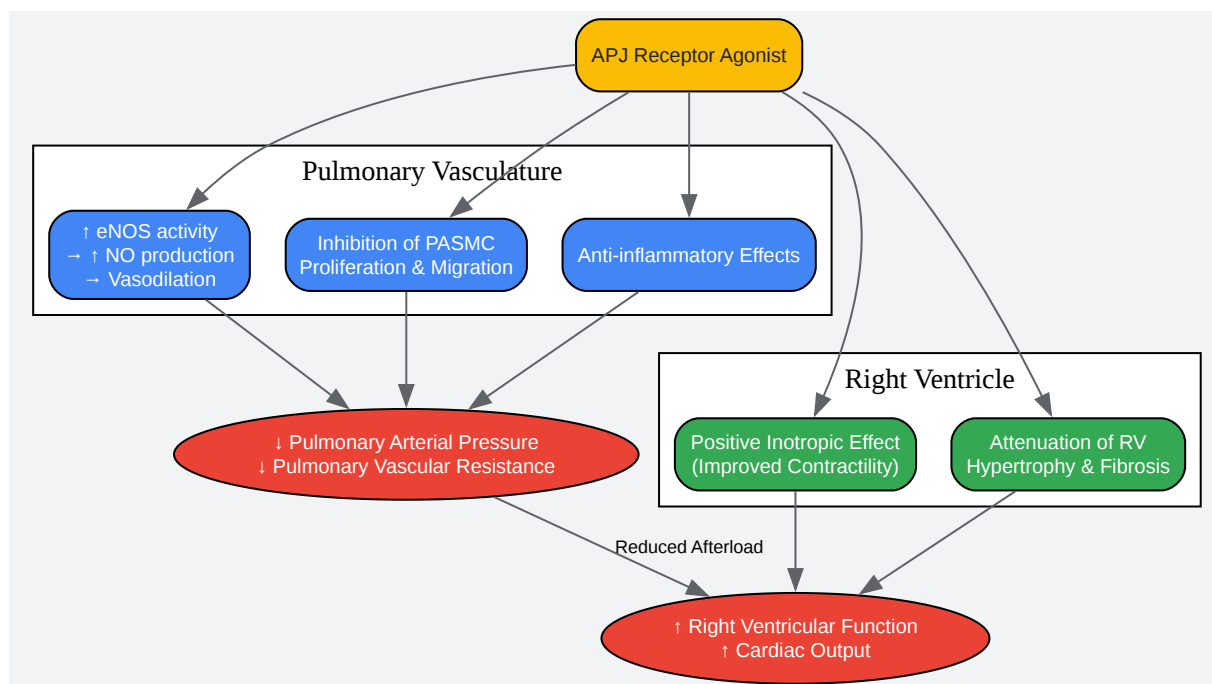 APJ Receptor Agonist
Pulmonary Vasculature
↑ eNOS activity
→ ↑ NO production
→ Vasodilation
Inhibition of PASMC
Proliferation & Migration
Anti-inflammatory Effects
Right Ventricle
Positive Inotropic Effect
(Improved Contractility)
Attenuation of RV
Hypertrophy & Fibrosis
↓ Pulmonary Arterial Pressure
↓ Pulmonary Vascular Resistance
Reduced Afterload
↑ Right Ventricular Function
↑ Cardiac Output